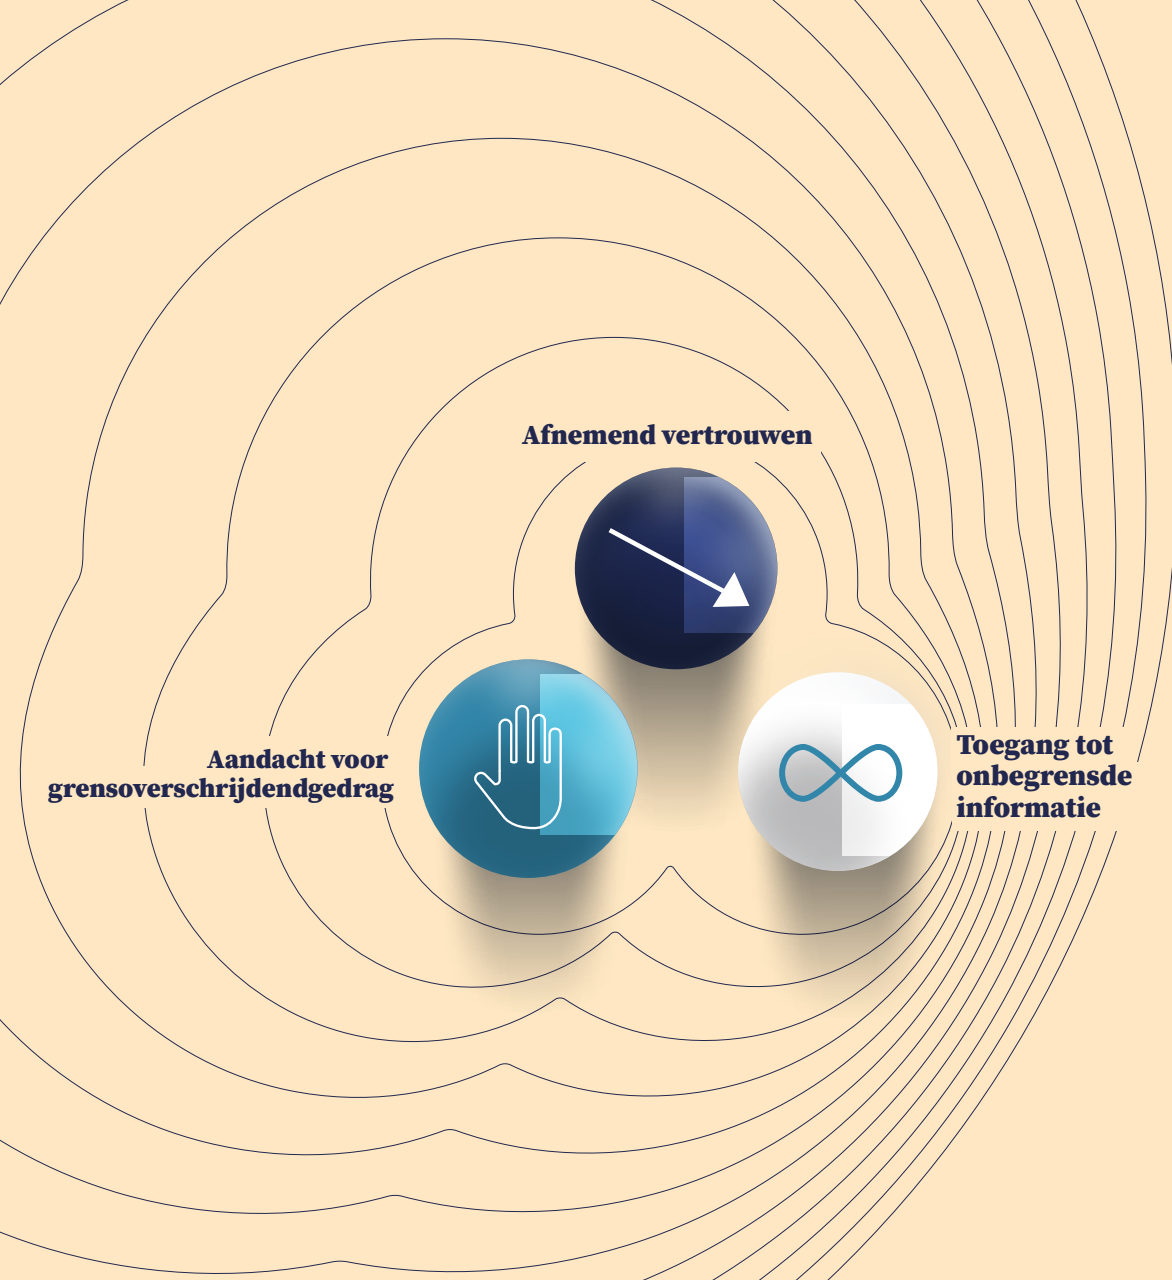 Afnemend vertrouwen
Aandacht voor
grensoverschrijdendgedrag
Toegang tot
onbegrensde
informatie